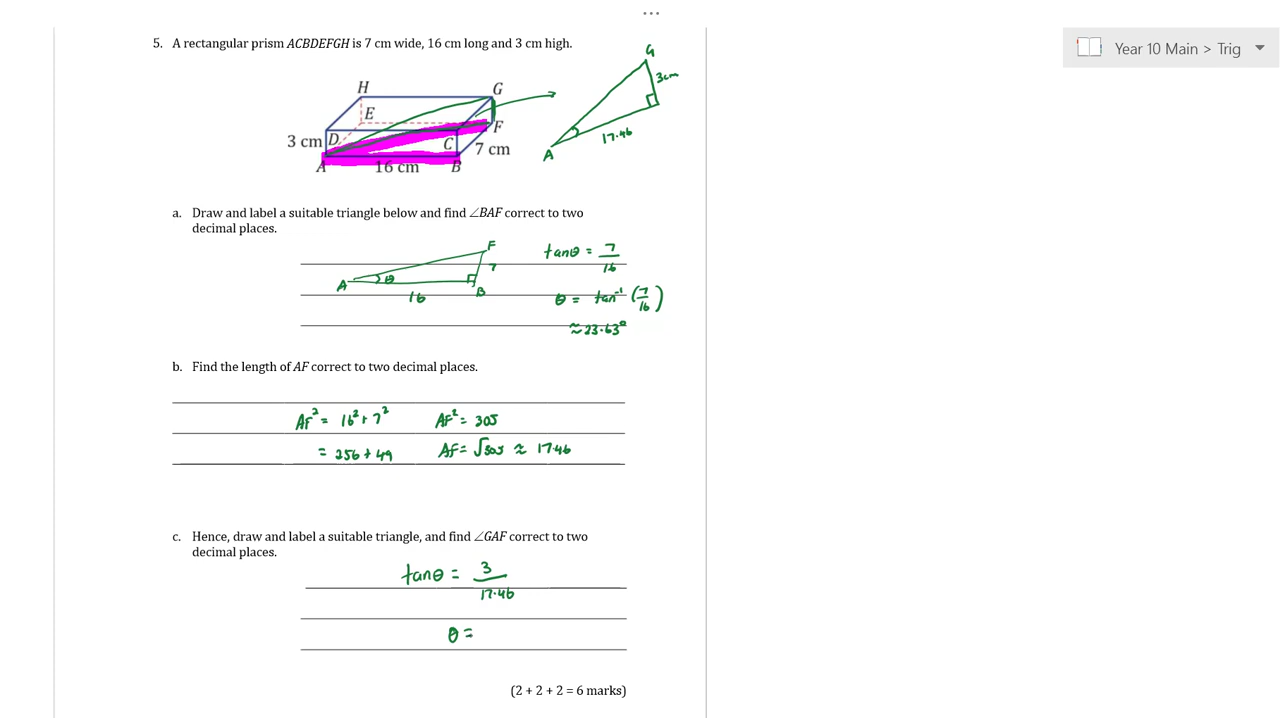 ...
Year 10 Main > Trig
5. A rectangular prism ACBDEFGH is 7 cm wide, 16 cm long and 3 cm high.
G
3cm
17.46
A
H
G
E
F
3 cm
D
C
7 cm
A
16 cm
B
a. Draw and label a suitable triangle below and find ∠BAF correct to two
decimal places.
F
A
θ
7
B
16
tanθ = 7/16
θ = tan⁻¹ (7/16)
≈ 23.63°
b. Find the length of AF correct to two decimal places.
AF² = 16² + 7²
= 256 + 49
AF² = 305
AF = √305 ≈ 17.46
c. Hence, draw and label a suitable triangle, and find ∠GAF correct to two
decimal places.
tanθ = 3/17.46
θ =
(2 + 2 + 2 = 6 marks)